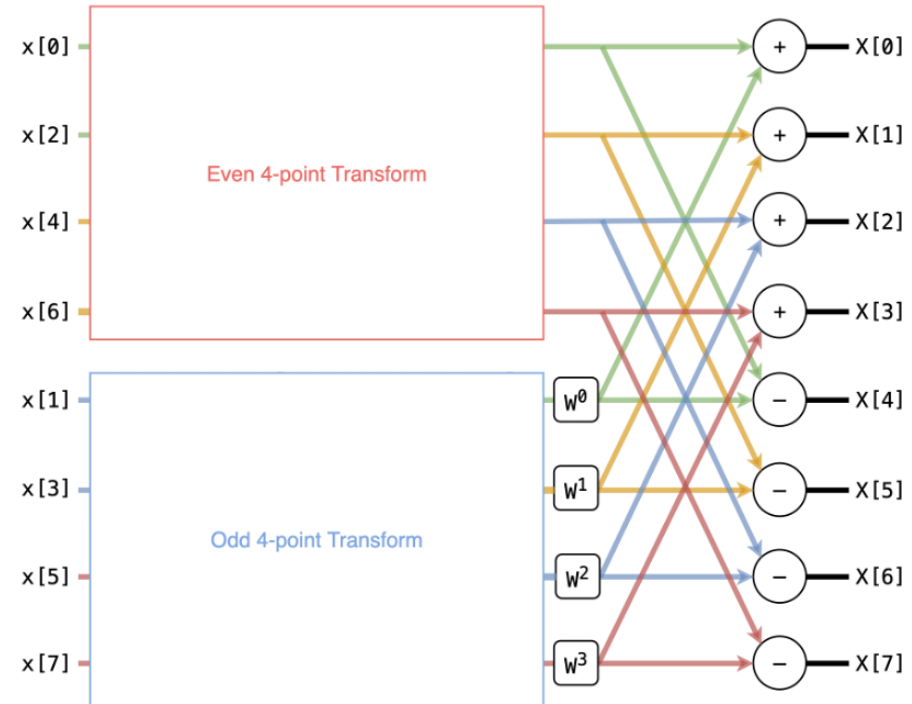 x[0] + X[0]
x[2] + X[1]
Even 4-point Transform
x[4] + X[2]
x[6] + X[3]
x[1] W⁰ − X[4]
x[3] W¹ − X[5]
Odd 4-point Transform
x[5] W² − X[6]
x[7] W³ − X[7]